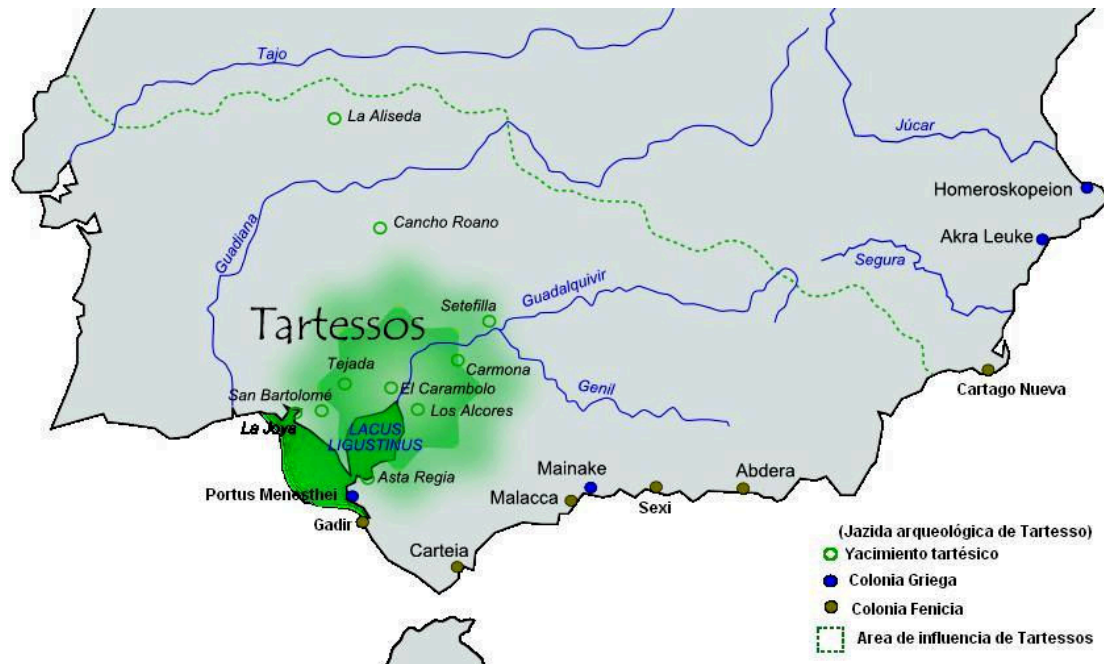 Tajo
La Aliseda
Júcar
Homeroskopeion
Cancho Roano
Guadiana
Akra Leuke
Segura
Guadalquivir
Setefilla
Tartessos
Tejada
Carmona
Cartago Nueva
El Carambolo
Genil
San Bartolomé
Los Alcores
La Joya
LACUS
LIGUSTINUS
Mainake
Abdera
Asta Regia
Portus Menesthei
Malacca
Sexi
Gadir
Carteia
(Jazida arqueológica de Tartesso)
Yacimiento tartésico
Colonia Griega
Colonia Fenicia
Area de influencia de Tartessos